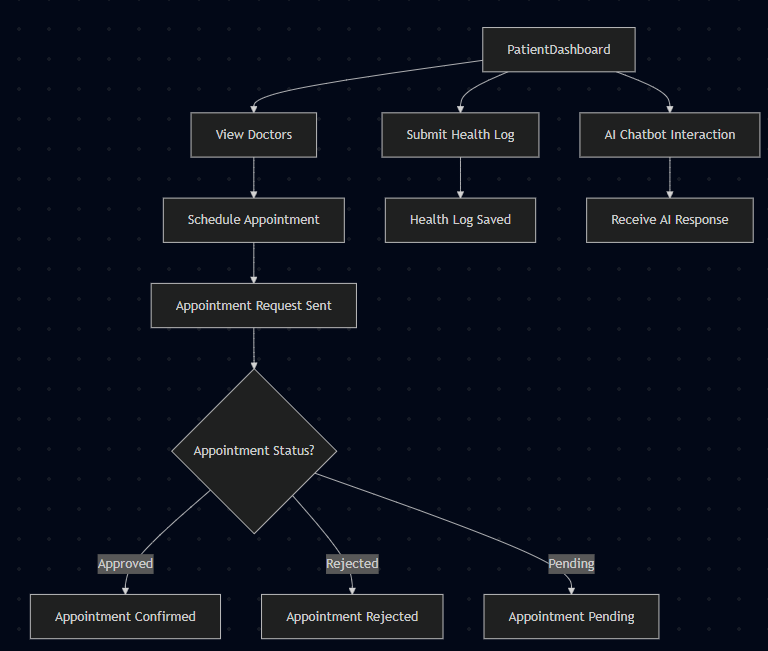 PatientDashboard
View Doctors
Submit Health Log
AI Chatbot Interaction
Schedule Appointment
Health Log Saved
Receive AI Response
Appointment Request Sent
Appointment Status?
Approved
Rejected
Pending
Appointment Confirmed
Appointment Rejected
Appointment Pending